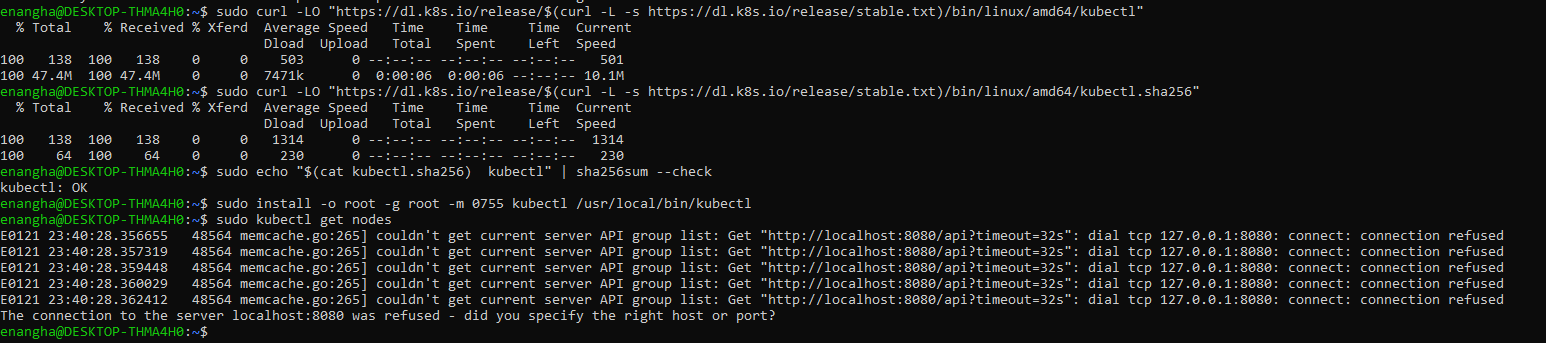 enangha@DESKTOP-THMA4H0:~$ sudo curl -LO "https://dl.k8s.io/release/$(curl -L -s https://dl.k8s.io/release/stable.txt)/bin/linux/amd64/kubectl"
  % Total    % Received % Xferd  Average Speed   Time    Time     Time  Current
                                 Dload  Upload   Total   Spent    Left  Speed
100   138  100   138    0     0    503      0 --:--:-- --:--:-- --:--:--   501
100 47.4M  100 47.4M    0     0  7471k      0  0:00:06  0:00:06 --:--:-- 10.1M
enangha@DESKTOP-THMA4H0:~$ sudo curl -LO "https://dl.k8s.io/release/$(curl -L -s https://dl.k8s.io/release/stable.txt)/bin/linux/amd64/kubectl.sha256"
  % Total    % Received % Xferd  Average Speed   Time    Time     Time  Current
                                 Dload  Upload   Total   Spent    Left  Speed
100   138  100   138    0     0   1314      0 --:--:-- --:--:-- --:--:--  1314
100    64  100    64    0     0    230      0 --:--:-- --:--:-- --:--:--   230
enangha@DESKTOP-THMA4H0:~$ sudo echo "$(cat kubectl.sha256)  kubectl" | sha256sum --check
kubectl: OK
enangha@DESKTOP-THMA4H0:~$ sudo install -o root -g root -m 0755 kubectl /usr/local/bin/kubectl
enangha@DESKTOP-THMA4H0:~$ sudo kubectl get nodes
E0121 23:40:28.356655   48564 memcache.go:265] couldn't get current server API group list: Get "http://localhost:8080/api?timeout=32s": dial tcp 127.0.0.1:8080: connect: connection refused
E0121 23:40:28.357319   48564 memcache.go:265] couldn't get current server API group list: Get "http://localhost:8080/api?timeout=32s": dial tcp 127.0.0.1:8080: connect: connection refused
E0121 23:40:28.359448   48564 memcache.go:265] couldn't get current server API group list: Get "http://localhost:8080/api?timeout=32s": dial tcp 127.0.0.1:8080: connect: connection refused
E0121 23:40:28.360029   48564 memcache.go:265] couldn't get current server API group list: Get "http://localhost:8080/api?timeout=32s": dial tcp 127.0.0.1:8080: connect: connection refused
E0121 23:40:28.362412   48564 memcache.go:265] couldn't get current server API group list: Get "http://localhost:8080/api?timeout=32s": dial tcp 127.0.0.1:8080: connect: connection refused
The connection to the server localhost:8080 was refused - did you specify the right host or port?
enangha@DESKTOP-THMA4H0:~$